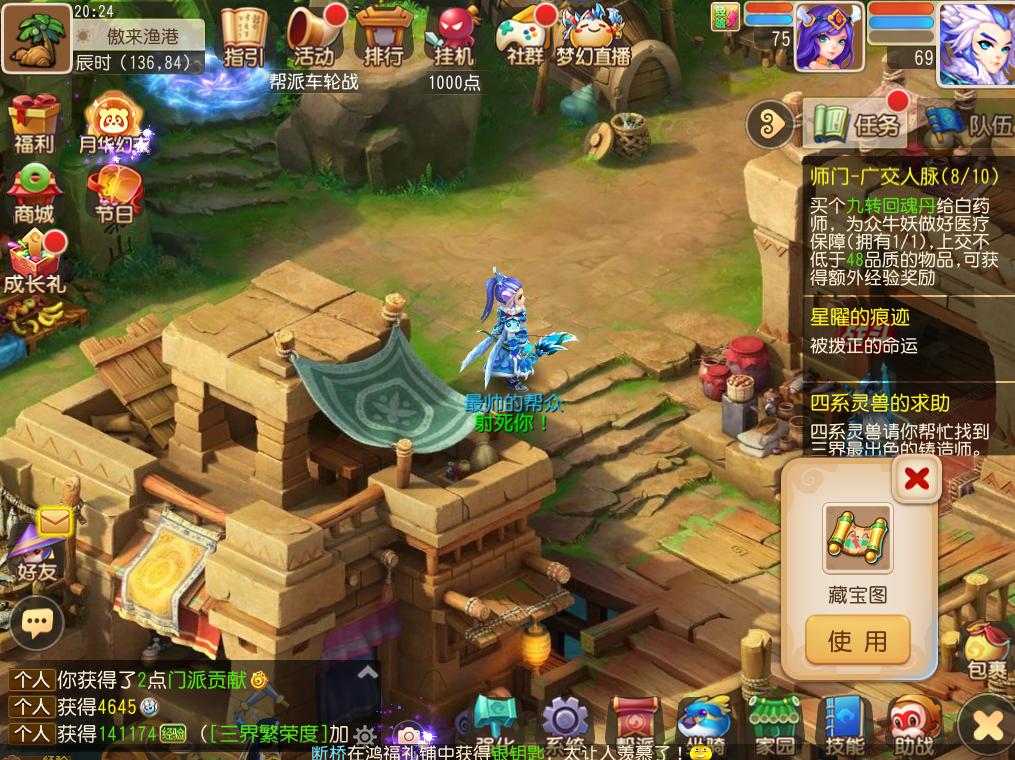 20:24
傲来渔港
辰时(136,84)
指引
活动
排行
挂机
社群
梦幻直播
帮派车轮战
1000点
经验
75
69
福利
商城
节日
成长礼
任务
队伍
师门-广交人脉(8/10)
买个九转回魂丹给白药
师，为众牛妖做好医疗
保障(拥有1/1),上交不
低于48品质的物品,可获
得额外经验奖励
星曜的痕迹
被拨正的命运
四系灵兽的求助
四系灵兽请你帮忙找到
三界最出色的铸造师。
最帅的帮众
射死你！
藏宝图
使用
好友
包裹
个人 你获得了2点门派贡献
个人 获得4645
个人 获得141174经验 （[三界繁荣度]加
强化
系统
帮派
坐骑
家园
技能
助战
断桥在鸿福礼铺中获得银钥匙，太让人羡慕了！